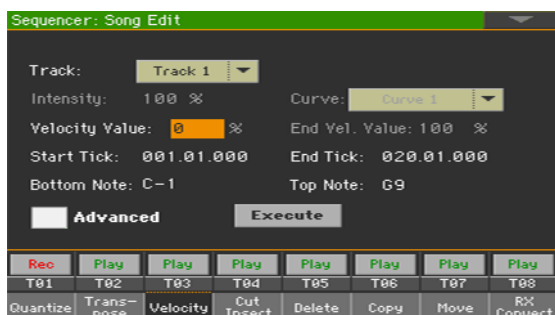 Sequencer: Song Edit
Track: Track 1
Intensity: 100 % Curve: Curve 1
Velocity Value: 0 % End Vel. Value: 100 %
Start Tick: 001.01.000 End Tick: 020.01.000
Bottom Note: C-1 Top Note: G9
Advanced Execute
Rec Play Play Play Play Play Play Play
T01 T02 T03 T04 T05 T06 T07 T08
Quantize Trans- Velocity Cut Delete Copy Move RX
pose Insect Convect